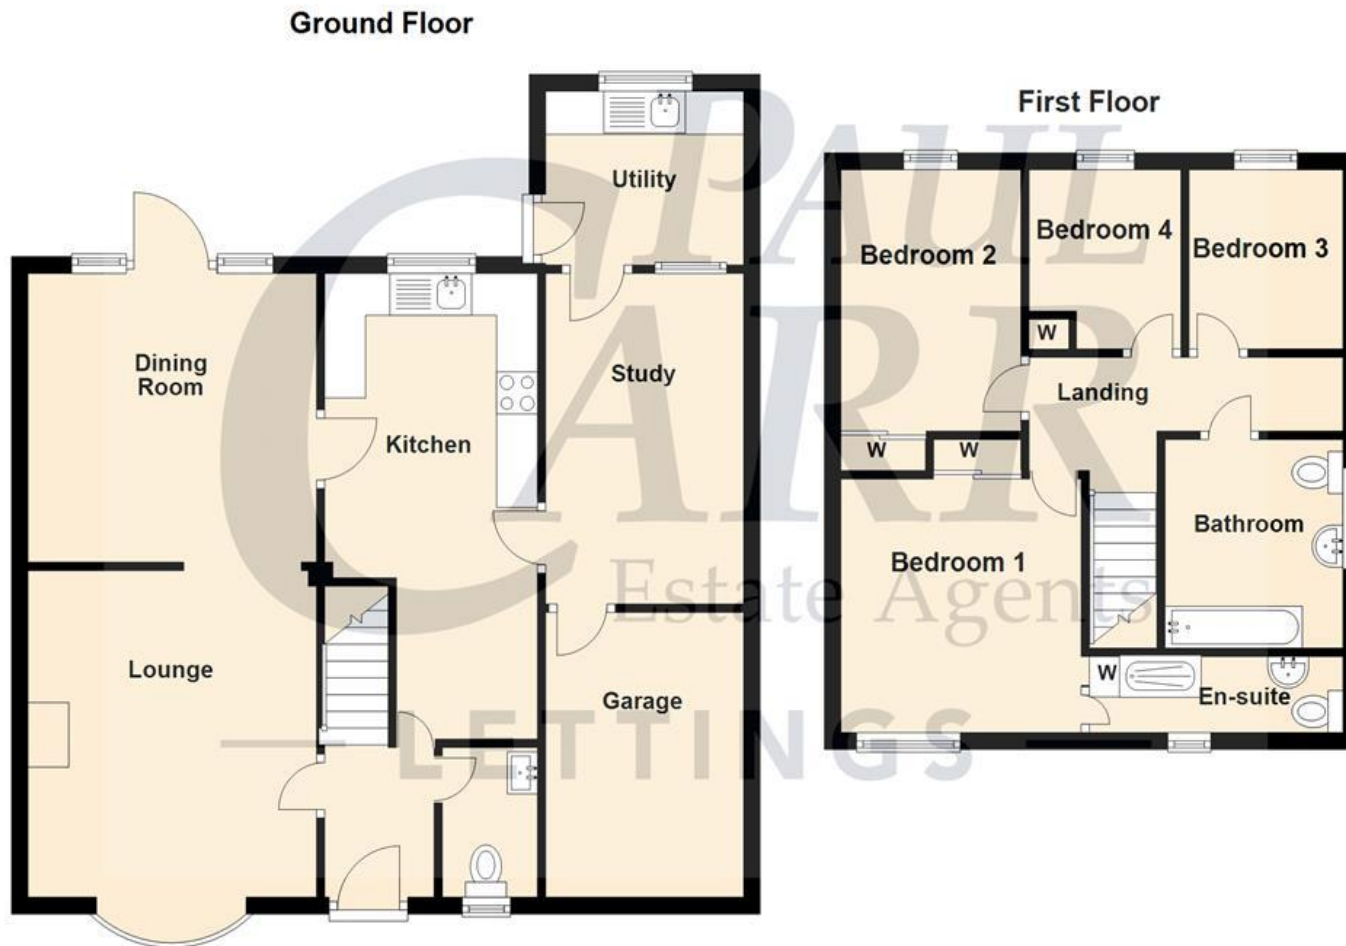 Ground Floor
First Floor
PAUL
CARR
Estate Agents
LETTINGS
Utility
Dining
Room
Kitchen
Study
Lounge
Garage
Bedroom 2
Bedroom 4
Bedroom 3
W
Landing
W
W
Bedroom 1
Bathroom
W
En-suite